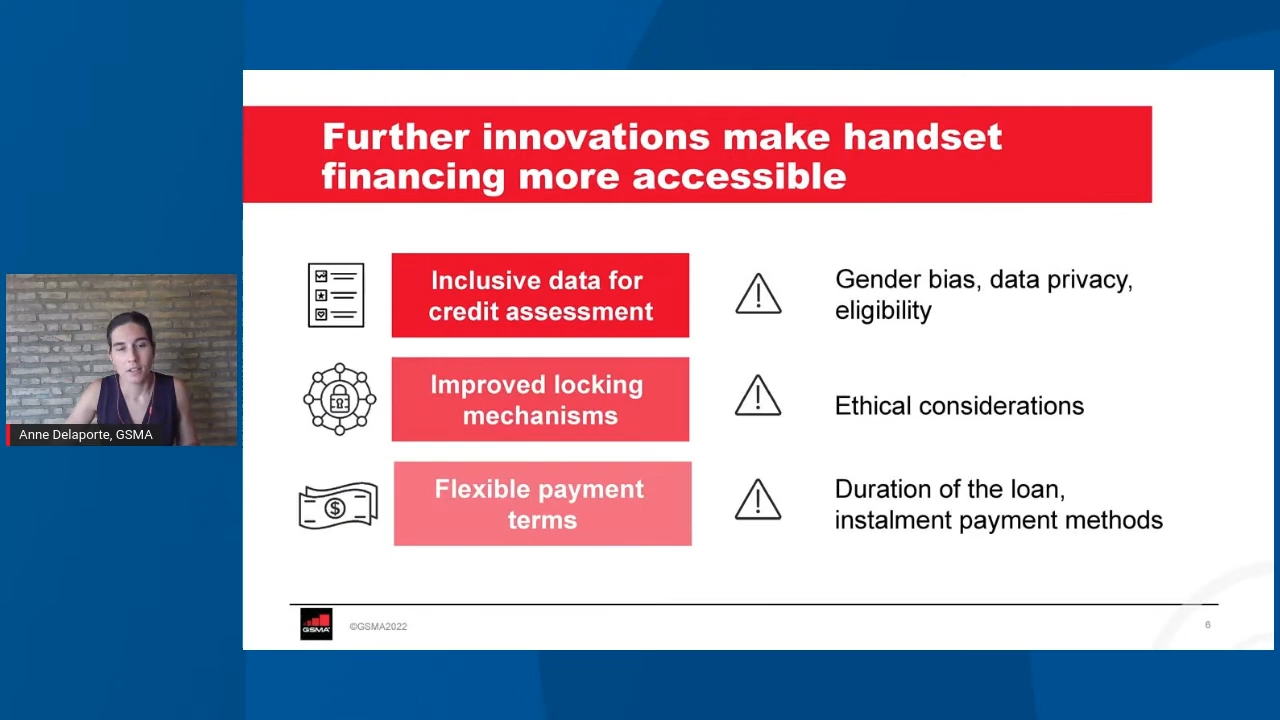 Further innovations make handset
financing more accessible
Inclusive data for
credit assessment
Gender bias, data privacy,
eligibility
Improved locking
mechanisms
Ethical considerations
Flexible payment
terms
Duration of the loan,
instalment payment methods
Anne Delaporte, GSMA
GSMA
©GSMA2022
6